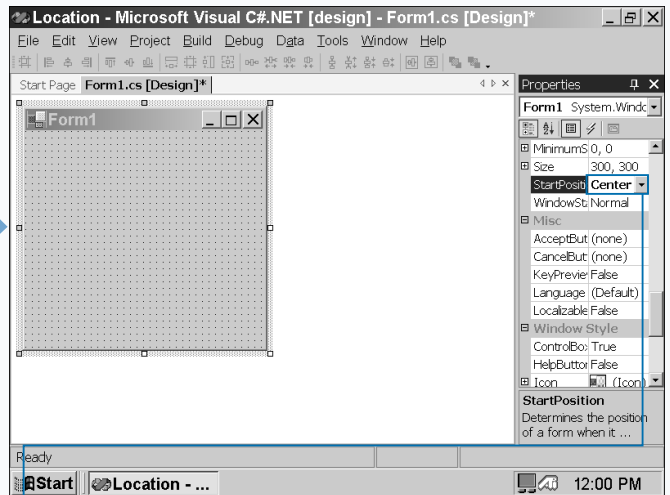 Location - Microsoft Visual C#.NET [design] - Form1.cs [Design]*
File Edit View Project Build Debug Data Tools Window Help
Start Page Form1.cs [Design]*
Form1
Properties
Form1 System.Windc
MinimumS 0, 0
Size 300, 300
StartPositi Center
WindowSt Normal
Misc
AcceptBut (none)
CancelBut (none)
KeyPreview False
Language (Default)
Localizable False
Window Style
ControlBo True
HelpButtor False
Icon (Icon)
StartPosition
Determines the position
of a form when it ...
Ready
Start Location - ... 12:00 PM